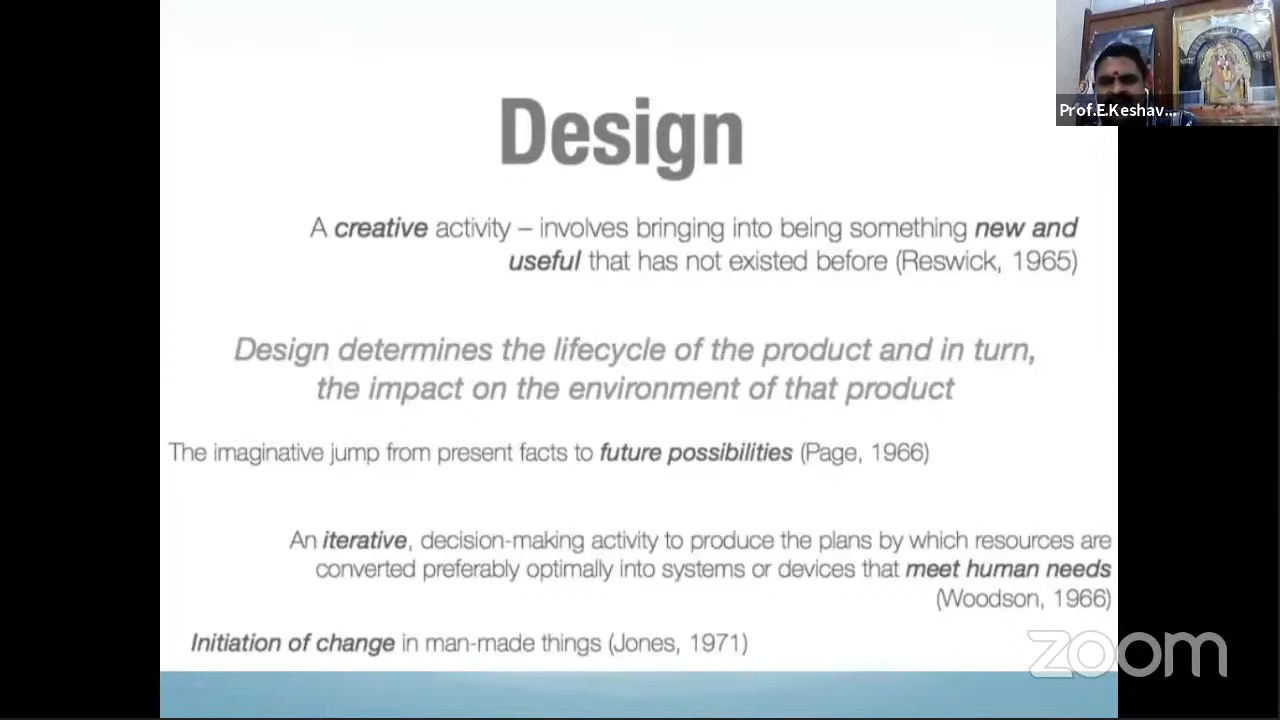 Design
Prof.E.Keshav...
A creative activity – involves bringing into being something new and
useful that has not existed before (Reswick, 1965)
Design determines the lifecycle of the product and in turn,
the impact on the environment of that product
The imaginative jump from present facts to future possibilities (Page, 1966)
An iterative, decision-making activity to produce the plans by which resources are
converted preferably optimally into systems or devices that meet human needs
(Woodson, 1966)
Initiation of change in man-made things (Jones, 1971)
zoom